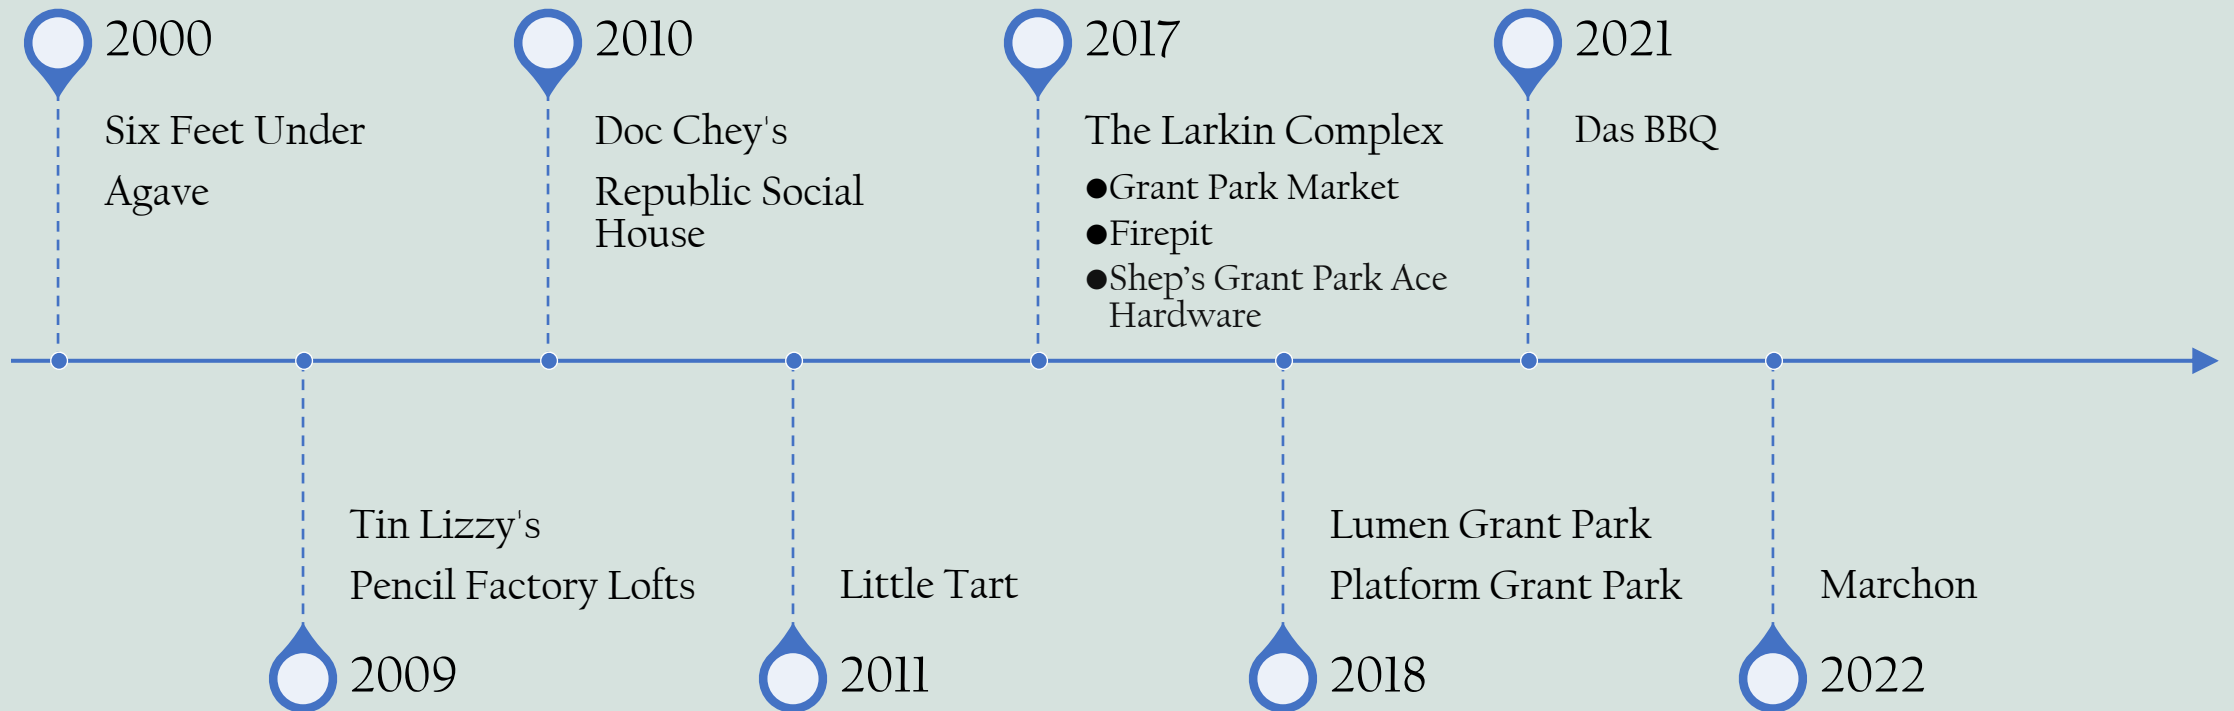 2000
Six Feet Under
Agave
2009
Tin Lizzy's
Pencil Factory Lofts
2010
Doc Chey's
Republic Social
House
2011
Little Tart
2017
The Larkin Complex
●Grant Park Market
●Firepit
●Shep’s Grant Park Ace
Hardware
2018
Lumen Grant Park
Platform Grant Park
2021
Das BBQ
2022
Marchon